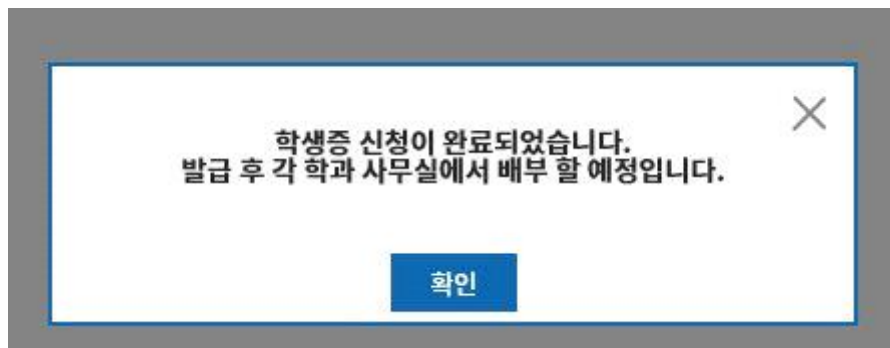 학생증 신청이 완료되었습니다.
발급 후 각 학과 사무실에서 배부 할 예정입니다.
확인